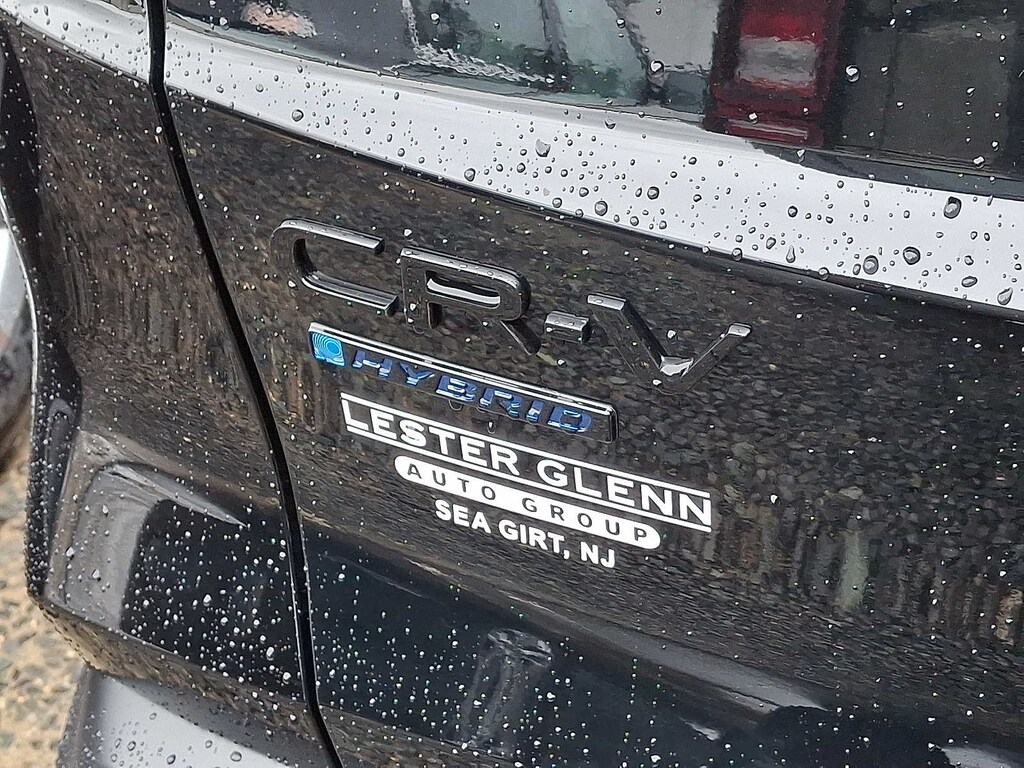 CR-V
HYBRID
LESTER GLENN
AUTO GROUP
SEA GIRT, NJ